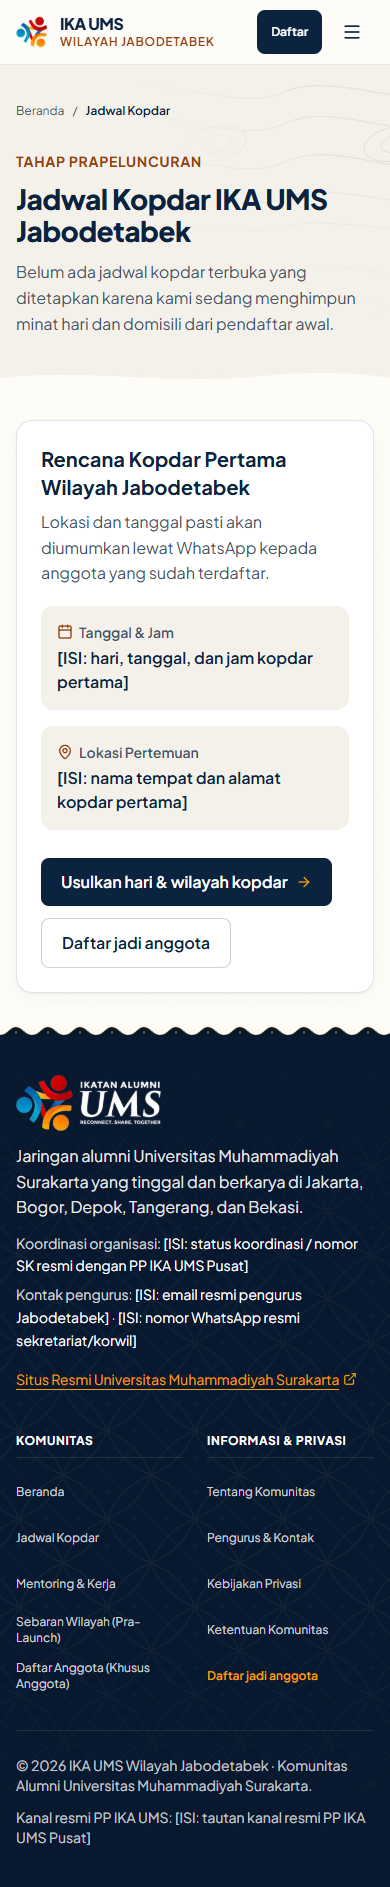 IKA UMS
WILAYAH JABODETABEK
Daftar
Beranda / Jadwal Kopdar
TAHAP PRAPELUNCURAN
Jadwal Kopdar IKA UMS
Jabodetabek
Belum ada jadwal kopdar terbuka yang
ditetapkan karena kami sedang menghimpun
minat hari dan domisili dari pendaftar awal.
Rencana Kopdar Pertama
Wilayah Jabodetabek
Lokasi dan tanggal pasti akan
diumumkan lewat WhatsApp kepada
anggota yang sudah terdaftar.
Tanggal & Jam
[ISI: hari, tanggal, dan jam kopdar
pertama]
Lokasi Pertemuan
[ISI: nama tempat dan alamat
kopdar pertama]
Usulkan hari & wilayah kopdar →
Daftar jadi anggota
IKATAN ALUMNI
UMS
RECONNECT. SHARE. TOGETHER
Jaringan alumni Universitas Muhammadiyah
Surakarta yang tinggal dan berkarya di Jakarta,
Bogor, Depok, Tangerang, dan Bekasi.
Koordinasi organisasi: [ISI: status koordinasi / nomor
SK resmi dengan PP IKA UMS Pusat]
Kontak pengurus: [ISI: email resmi pengurus
Jabodetabek] · [ISI: nomor WhatsApp resmi
sekretariat/korwil]
Situs Resmi Universitas Muhammadiyah Surakarta
KOMUNITAS
Beranda
Jadwal Kopdar
Mentoring & Kerja
Sebaran Wilayah (Pra-
Launch)
Daftar Anggota (Khusus
Anggota)
INFORMASI & PRIVASI
Tentang Komunitas
Pengurus & Kontak
Kebijakan Privasi
Ketentuan Komunitas
Daftar jadi anggota
© 2026 IKA UMS Wilayah Jabodetabek · Komunitas
Alumni Universitas Muhammadiyah Surakarta.
Kanal resmi PP IKA UMS: [ISI: tautan kanal resmi PP IKA
UMS Pusat]